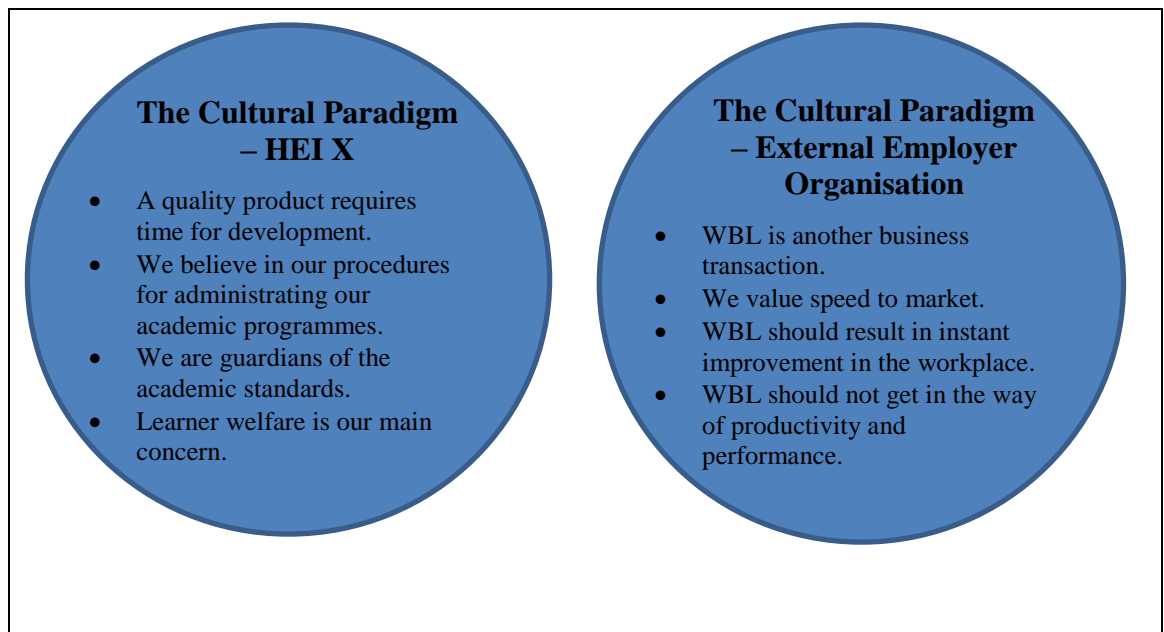 The Cultural Paradigm
– HEI X
• A quality product requires
time for development.
• We believe in our procedures
for administrating our
academic programmes.
• We are guardians of the
academic standards.
• Learner welfare is our main
concern.
The Cultural Paradigm
– External Employer
Organisation
• WBL is another business
transaction.
• We value speed to market.
• WBL should result in instant
improvement in the workplace.
• WBL should not get in the way
of productivity and
performance.